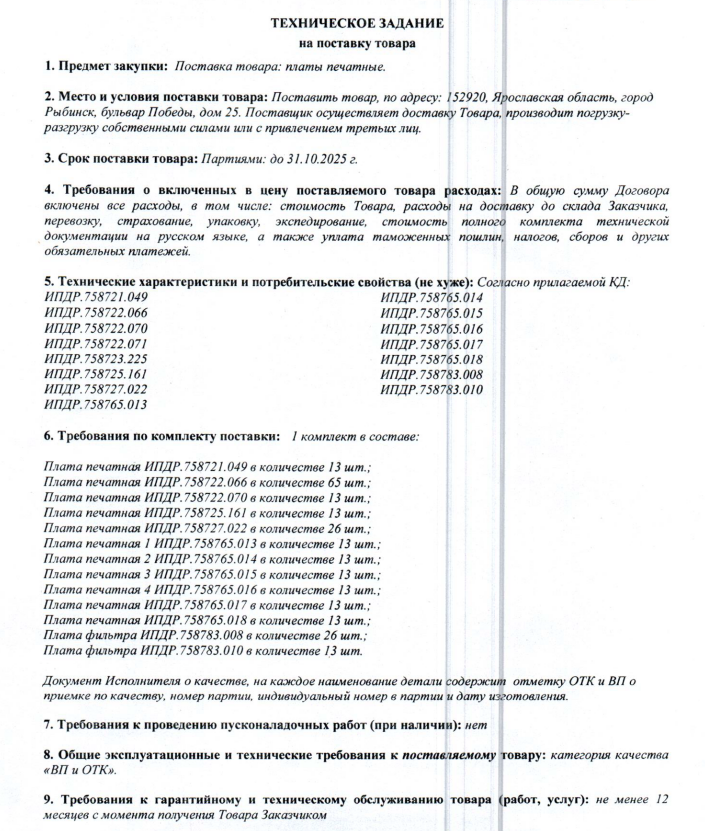 ТЕХНИЧЕСКОЕ ЗАДАНИЕ
на поставку товара
1. Предмет закупки: Поставка товара: платы печатные.
2. Место и условия поставки товара: Поставить товар, по адресу: 152920, Ярославская область, город
Рыбинск, бульвар Победы, дом 25. Поставщик осуществляет доставку Товара, производит погрузку-
разгрузку собственными силами или с привлечением третьих лиц.
3. Срок поставки товара: Партиями: до 31.10.2025 г.
4. Требования о включенных в цену поставляемого товара расходах: В общую сумму Договора
включены все расходы, в том числе: стоимость Товара, расходы на доставку до склада Заказчика,
перевозку, страхование, упаковку, экспедирование, стоимость полного комплекта технической
документации на русском языке, а также уплата таможенных пошлин, налогов, сборов и других
обязательных платежей.
5. Технические характеристики и потребительские свойства (не хуже): Согласно прилагаемой КД:
ИПДР.758721.049 ИПДР.758765.014
ИПДР.758722.066 ИПДР.758765.015
ИПДР.758722.070 ИПДР.758765.016
ИПДР.758722.071 ИПДР.758765.017
ИПДР.758723.225 ИПДР.758765.018
ИПДР.758725.161 ИПДР.758783.008
ИПДР.758727.022 ИПДР.758783.010
ИПДР.758765.013
6. Требования по комплекту поставки: 1 комплект в составе:
Плата печатная ИПДР.758721.049 в количестве 13 шт.;
Плата печатная ИПДР.758722.066 в количестве 65 шт.;
Плата печатная ИПДР.758722.070 в количестве 13 шт.;
Плата печатная ИПДР.758725.161 в количестве 13 шт.;
Плата печатная ИПДР.758727.022 в количестве 26 шт.;
Плата печатная 1 ИПДР.758765.013 в количестве 13 шт.;
Плата печатная 2 ИПДР.758765.014 в количестве 13 шт.;
Плата печатная 3 ИПДР.758765.015 в количестве 13 шт.;
Плата печатная 4 ИПДР.758765.016 в количестве 13 шт.;
Плата печатная ИПДР.758765.017 в количестве 13 шт.;
Плата печатная ИПДР.758765.018 в количестве 13 шт.;
Плата фильтра ИПДР.758783.008 в количестве 26 шт.;
Плата фильтра ИПДР.758783.010 в количестве 13 шт.
Документ Исполнителя о качестве, на каждое наименование детали содержит отметку ОТК и ВП о
приемке по качеству, номер партии, индивидуальный номер в партии и дату изготовления.
7. Требования к проведению пусконаладочных работ (при наличии): нет
8. Общие эксплуатационные и технические требования к поставляемому товару: категория качества
«ВП и ОТК».
9. Требования к гарантийному и техническому обслуживанию товара (работ, услуг): не менее 12
месяцев с момента получения Товара Заказчиком